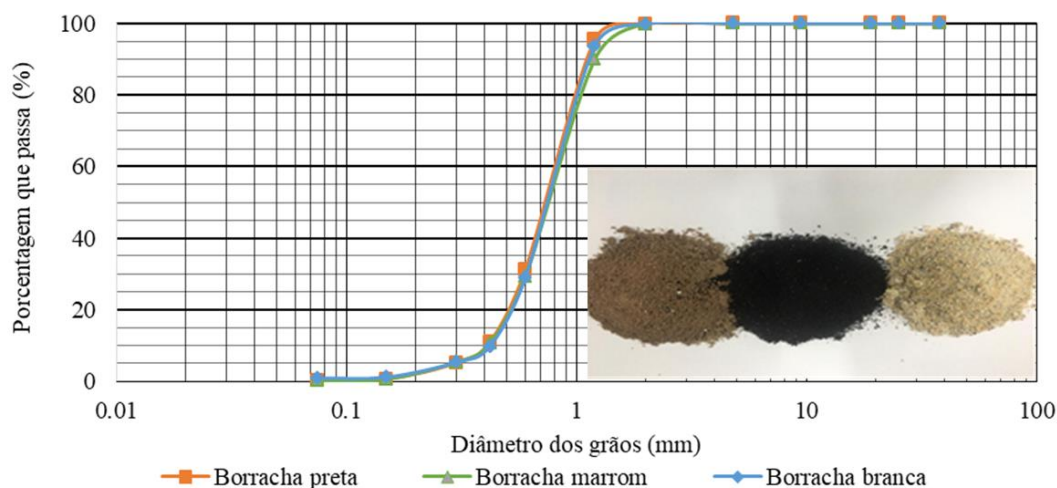 Porcentagem que passa (%)
100
80
60
40
20
0
0.01 0.1 1 10 100
Diâmetro dos grãos (mm)
Borracha preta Borracha marrom Borracha branca